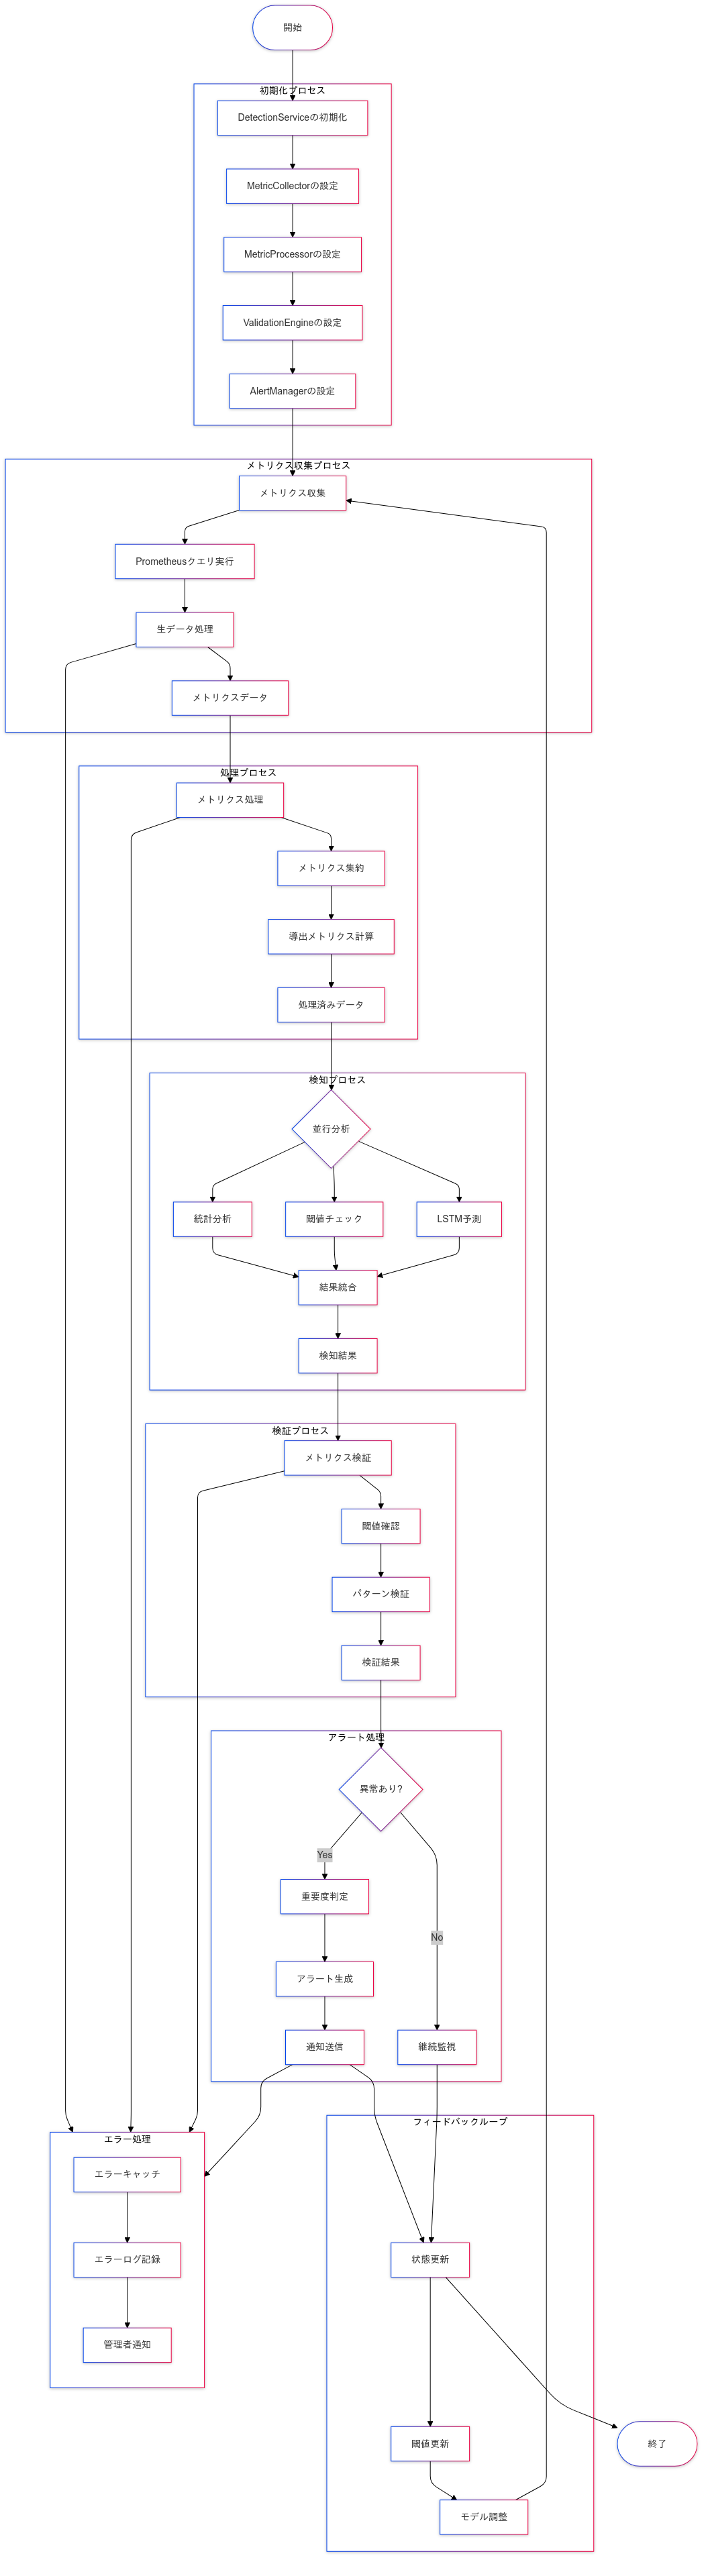 開始
初期化プロセス
DetectionServiceの初期化
MetricCollectorの設定
MetricProcessorの設定
ValidationEngineの設定
AlertManagerの設定
メトリクス収集プロセス
メトリクス収集
Prometheusクエリ実行
生データ処理
メトリクスデータ
処理プロセス
メトリクス処理
メトリクス集約
導出メトリクス計算
処理済みデータ
検知プロセス
並行分析
統計分析
閾値チェック
LSTM予測
結果統合
検知結果
検証プロセス
メトリクス検証
閾値確認
パターン検証
検証結果
アラート処理
異常あり?
Yes
重要度判定
No
アラート生成
通知送信
継続監視
フィードバックループ
エラー処理
エラーキャッチ
エラーログ記録
管理者通知
状態更新
閾値更新
終了
モデル調整